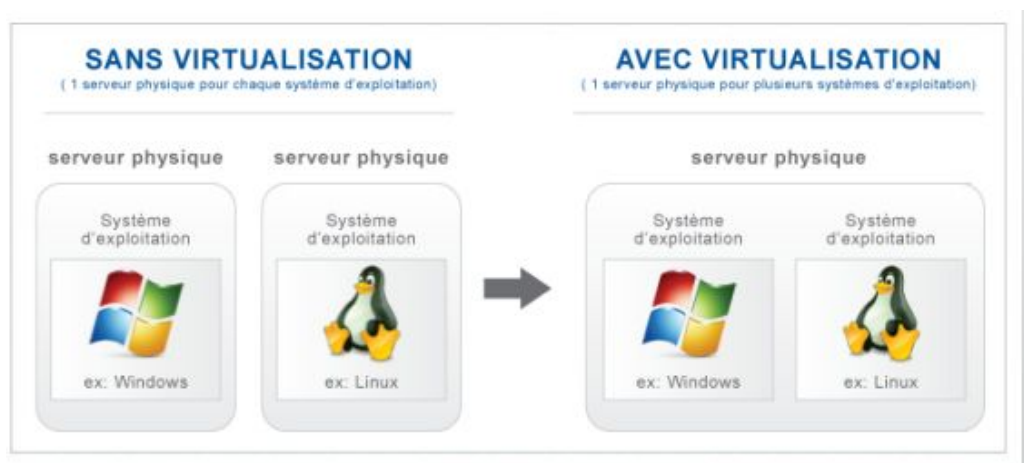 SANS VIRTUALISATION
( 1 serveur physique pour chaque système d'exploitation)
serveur physique
Système
d'exploitation
ex: Windows
serveur physique
Système
d'exploitation
ex: Linux
AVEC VIRTUALISATION
( 1 serveur physique pour plusieurs systèmes d'exploitation)
serveur physique
Système
d'exploitation
ex: Windows
Système
d'exploitation
ex: Linux